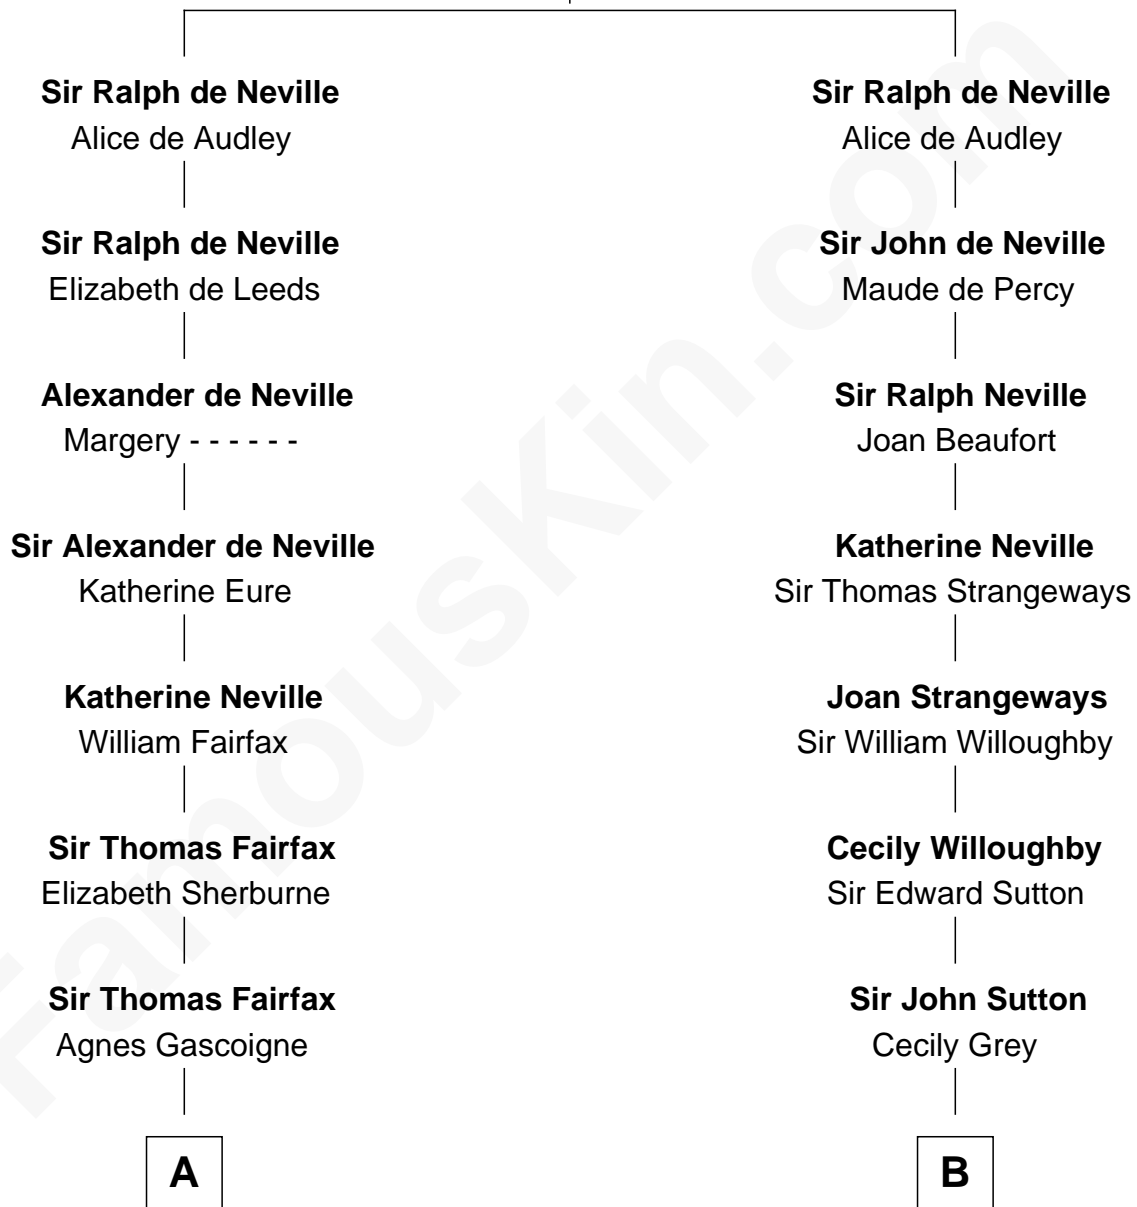 Sir Ralph de Neville
Alice de Audley
Sir Ralph de Neville
Elizabeth de Leeds
Alexander de Neville
Margery - - - - - -
Sir Alexander de Neville
Katherine Eure
Katherine Neville
William Fairfax
Sir Thomas Fairfax
Elizabeth Sherburne
Sir Thomas Fairfax
Agnes Gascoigne
A
Sir Ralph de Neville
Alice de Audley
Sir John de Neville
Maude de Percy
Sir Ralph Neville
Joan Beaufort
Katherine Neville
Sir Thomas Strangeways
Joan Strangeways
Sir William Willoughby
Cecily Willoughby
Sir Edward Sutton
Sir John Sutton
Cecily Grey
B
FamousKin.com